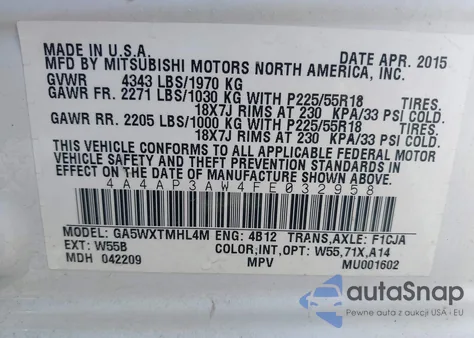 MADE IN U.S.A. DATE APR. 2015
MFD BY MITSUBISHI MOTORS NORTH AMERICA, INC.
GVWR 4343 LBS/1970 KG
GAWR FR. 2271 LBS/1030 KG WITH P225/55R18 TIRES.
18X7J RIMS AT 230 KPA/33 PSI COLD.
GAWR RR. 2205 LBS/1000 KG WITH P225/55R18 TIRES.
18X7J RIMS AT 230 KPA/33 PSI COLD.
THIS VEHICLE CONFORMS TO ALL APPLICABLE FEDERAL MOTOR
VEHICLE SAFETY AND THEFT PREVENTION STANDARDS IN
EFFECT ON THE DATE OF MANUFACTURE SHOWN ABOVE.
4A4AP3AW4FE032958
MODEL: GA5WXTMHL4M ENG: 4B12 TRANS,AXLE: F1CJA
EXT: W55B COLOR,INT,OPT: W55,71X,A14
MDH 042209 MPV MU001602
autoSnap
Pewne auta z aukcji USA i EU